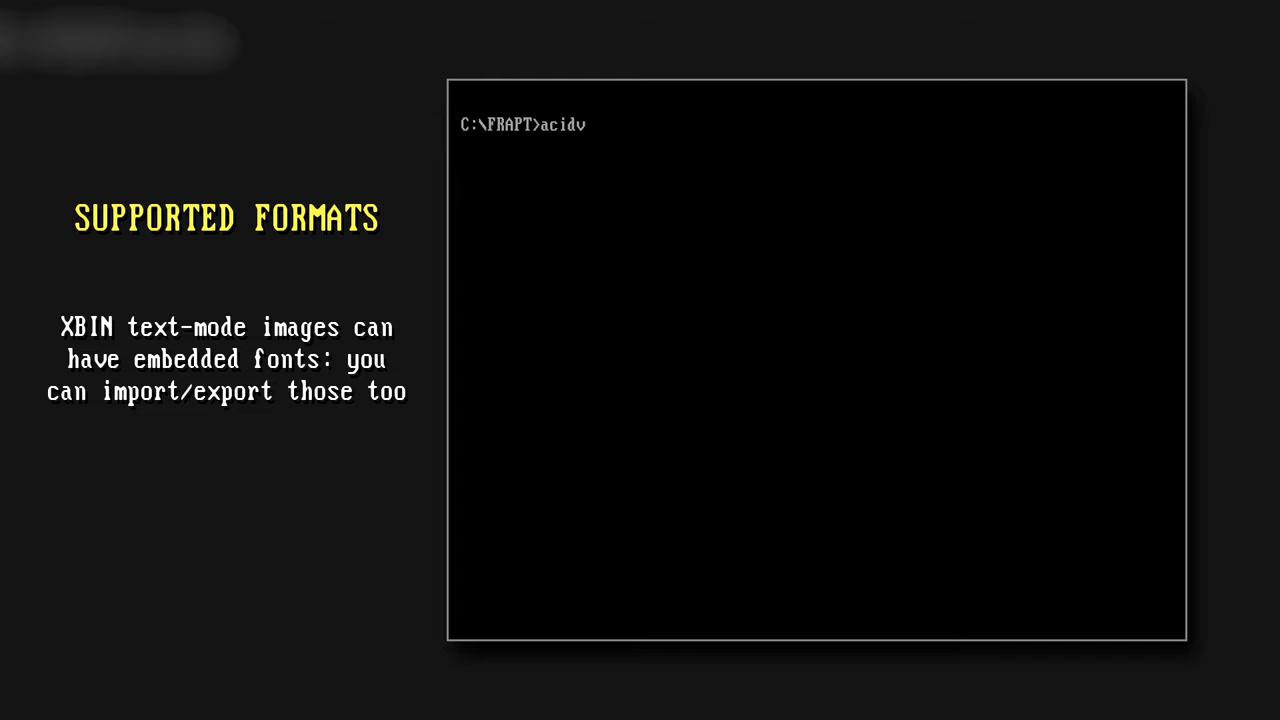 SUPPORTED FORMATS
XBIN text-mode images can
have embedded fonts: you
can import/export those too
C:\FRAPT>acidv